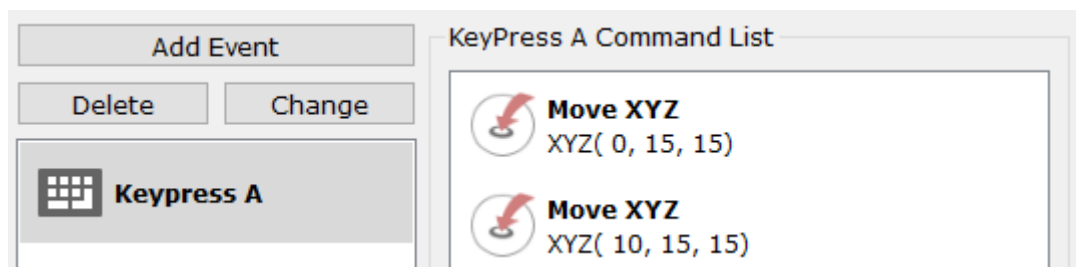 Add Event
Delete
Change
Keypress A
KeyPress A Command List
Move XYZ
XYZ( 0, 15, 15)
Move XYZ
XYZ( 10, 15, 15)